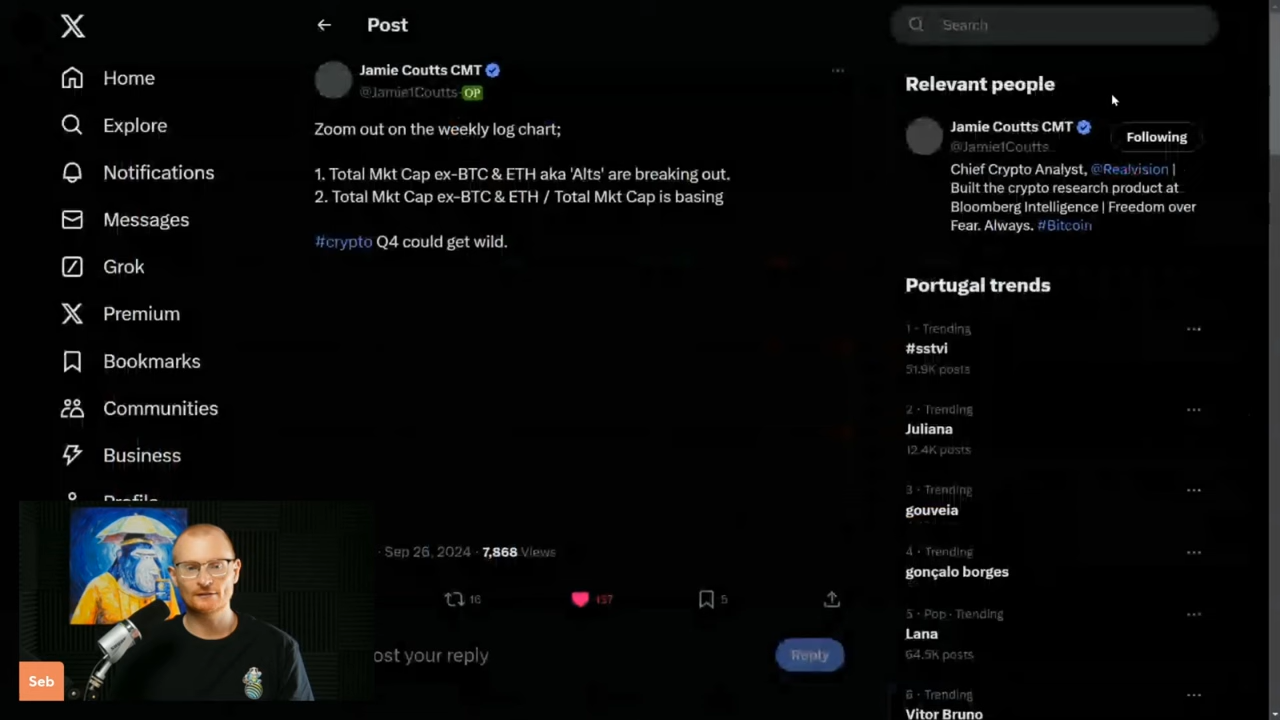 Home
Explore
Notifications
Messages
Grok
Premium
Bookmarks
Communities
Business
Profile
Seb
Post
Jamie Coutts CMT
@Jamie1Coutts OP
Zoom out on the weekly log chart;
1. Total Mkt Cap ex-BTC & ETH aka 'Alts' are breaking out.
2. Total Mkt Cap ex-BTC & ETH / Total Mkt Cap is basing
#crypto Q4 could get wild.
· Sep 26, 2024 · 7,868 Views
16
5
ost your reply
Reply
Search
Relevant people
Jamie Coutts CMT
@Jamie1Coutts
Following
Chief Crypto Analyst, @Realvision |
Built the crypto research product at
Bloomberg Intelligence | Freedom over
Fear. Always. #Bitcoin
Portugal trends
1 · Trending
#sstvi
51.9K posts
2 · Trending
Juliana
12.4K posts
3 · Trending
gouveia
4 · Trending
gonçalo borges
5 · Pop · Trending
Lana
64.5K posts
6 · Trending
Vitor Bruno